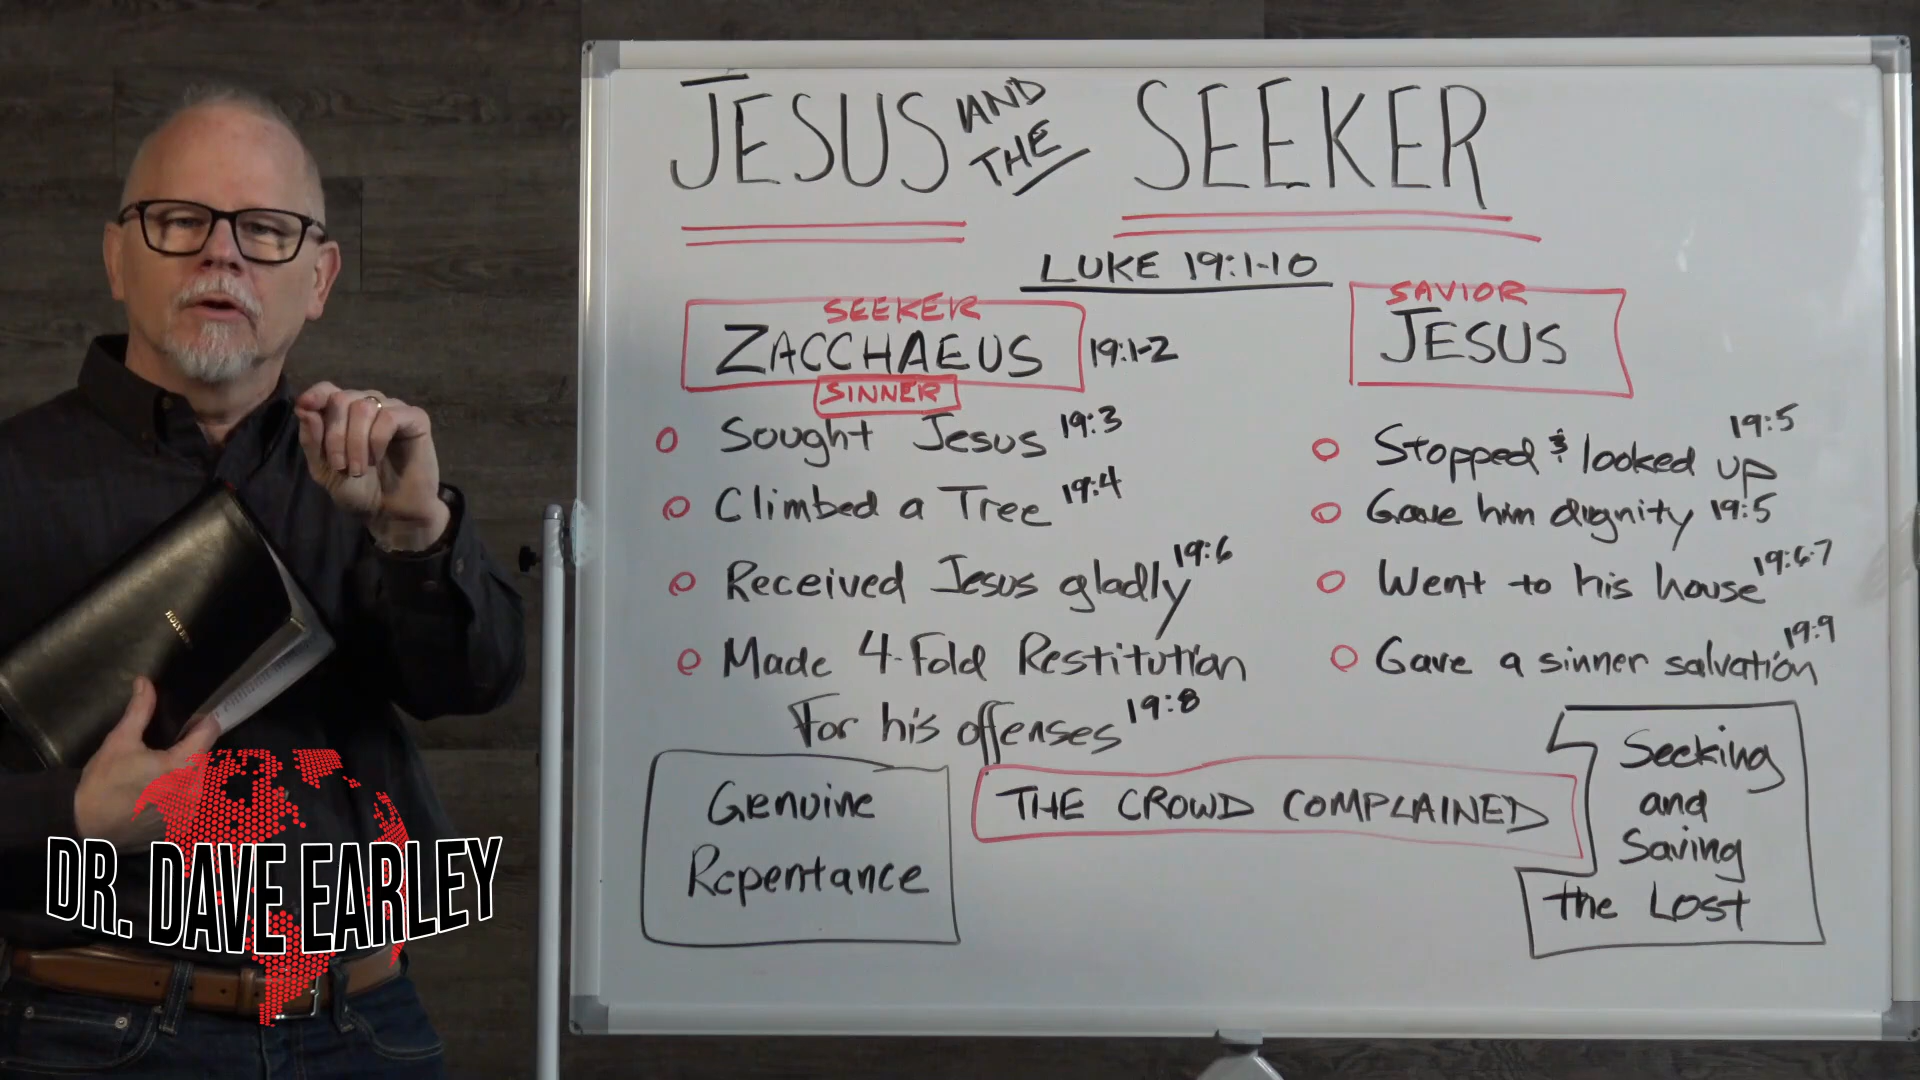 JESUS AND THE SEEKER
LUKE 19:1-10
SEEKER
ZACCHAEUS 19:1-2
SINNER
Sought Jesus 19:3
Climbed a Tree 19:4
Received Jesus gladly 19:6
Made 4-Fold Restitution
For his offenses 19:8
Genuine
Repentance
SAVIOR
JESUS
Stopped & looked up 19:5
Gave him dignity 19:5
Went to his house 19:6-7
Gave a sinner salvation 19:9
THE CROWD COMPLAINED
Seeking
and
Saving
the Lost
DR. DAVE EARLEY